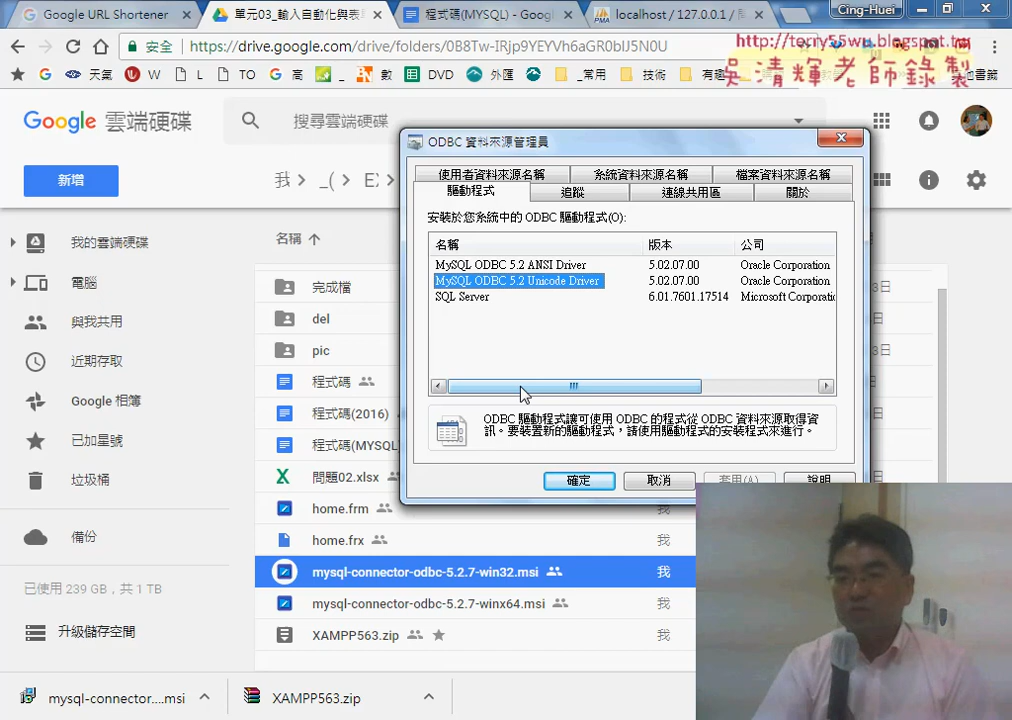 Google URL Shortener
單元03_輸入自動化與表單
程式碼(MYSQL) - Goog
localhost / 127.0.0.1 / 問
Cing-Huei
安全
https://drive.google.com/drive/folders/0B8Tw-IRjp9YEYVh6aGR0blJ5N0U
http://terry55wu.blogspot.tw
吳清輝老師錄製
天氣
W
L
TO
高
_
數
DVD
外匯
登
_常用
技術
有趣
書籤
Google 雲端硬碟
搜尋雲端硬碟
新增
我
_(
E
名稱
我的雲端硬碟
電腦
與我共用
近期存取
Google 相簿
已加星號
垃圾桶
備份
已使用 239 GB，共 1 TB
升級儲存空間
完成檔
del
pic
程式碼
程式碼(2016)
程式碼(MYSQL)
問題02.xlsx
home.frm
我
home.frx
我
mysql-connector-odbc-5.2.7-win32.msi
我
mysql-connector-odbc-5.2.7-winx64.msi
我
XAMPP563.zip
我
ODBC 資料來源管理員
使用者資料來源名稱
系統資料來源名稱
檔案資料來源名稱
驅動程式
追蹤
連線共用區
關於
安裝於您系統中的 ODBC 驅動程式(O):
名稱
版本
公司
MySQL ODBC 5.2 ANSI Driver
5.02.07.00
Oracle Corporation
MySQL ODBC 5.2 Unicode Driver
5.02.07.00
Oracle Corporation
SQL Server
6.01.7601.17514
Microsoft Corporati
ODBC 驅動程式讓可使用 ODBC 的程式從 ODBC 資料來源取得資
訊。要裝置新的驅動程式，請使用驅動程式的安裝程式來進行。
確定
取消
套用(A)
說明
mysql-connector....msi
XAMPP563.zip